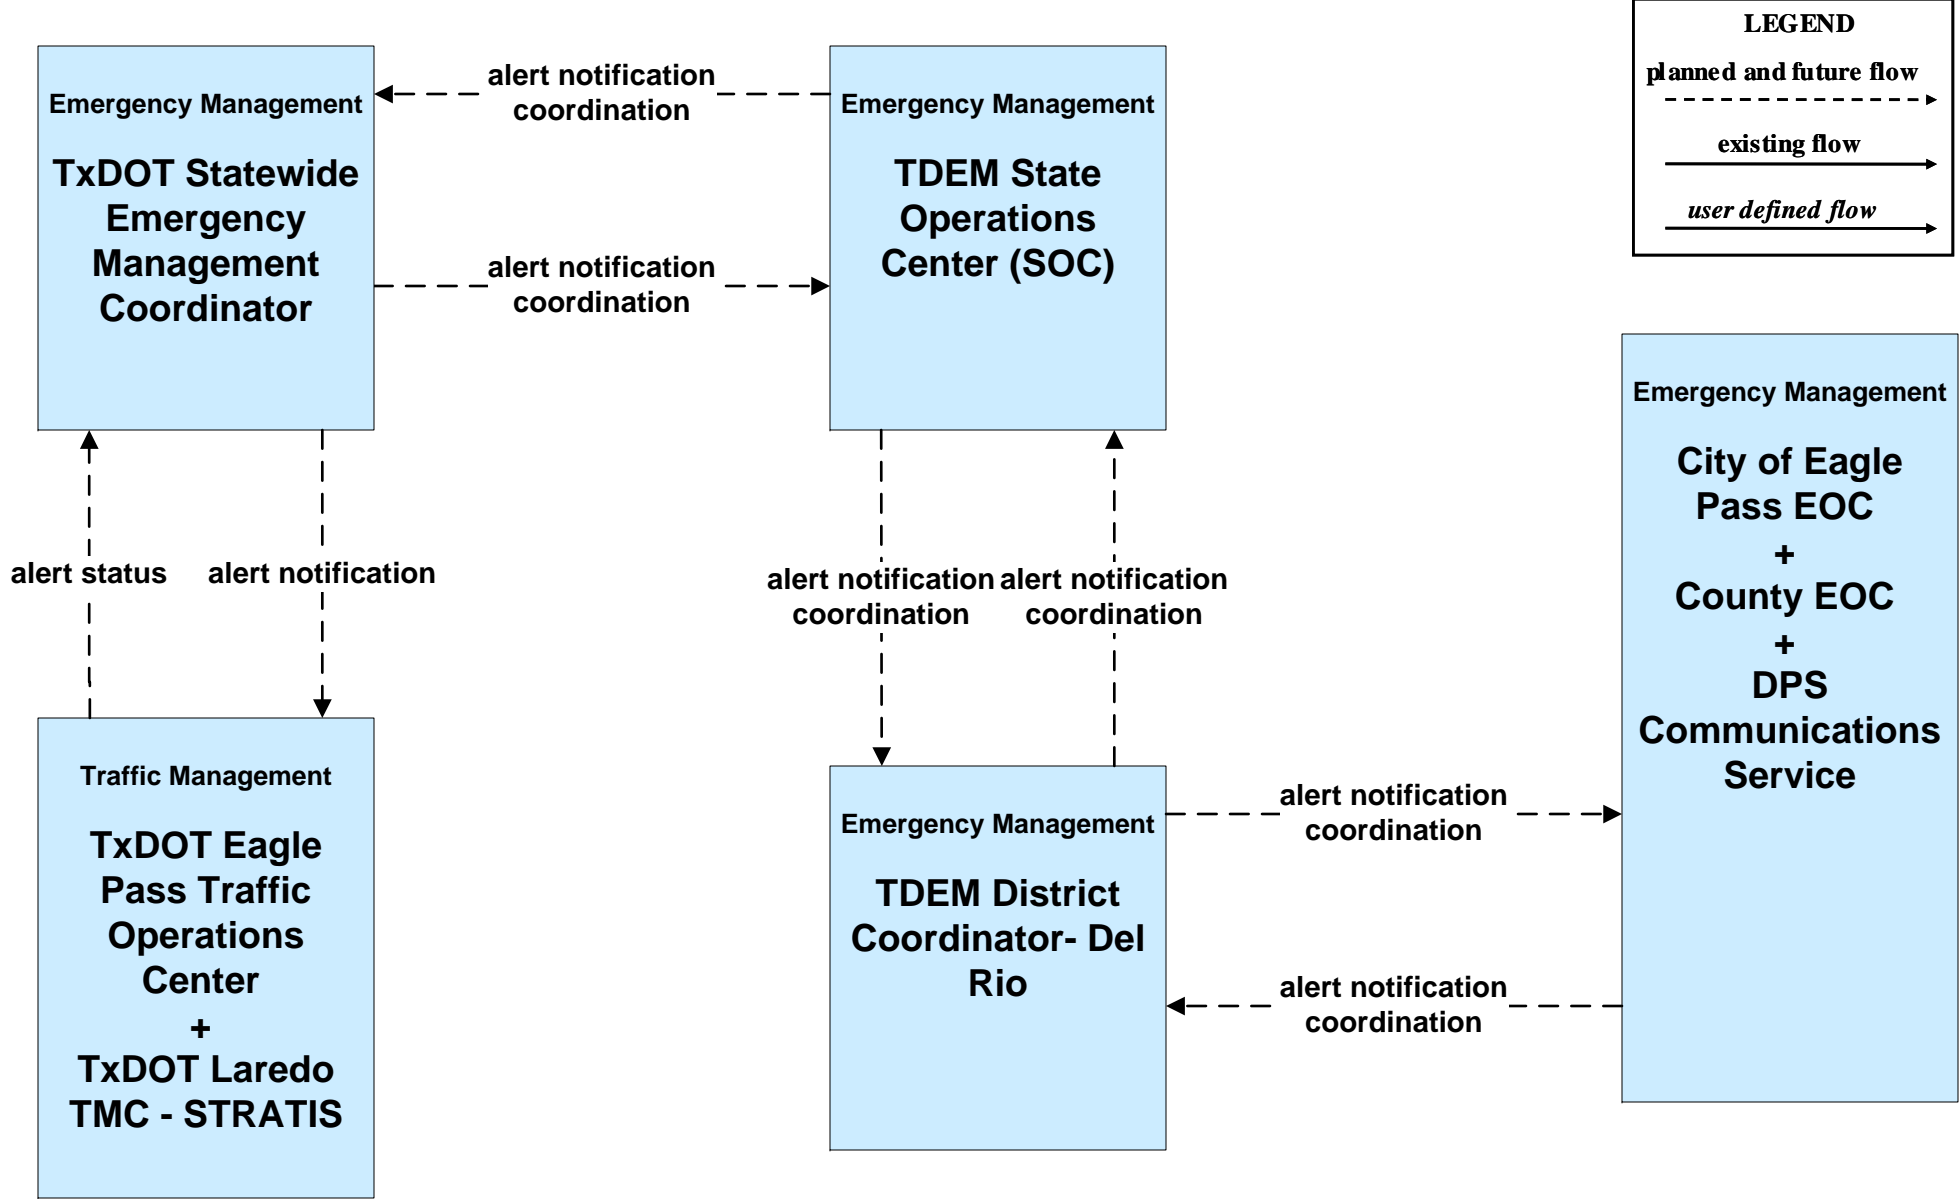 LEGEND
planned and future flow
existing flow
user defined flow
Emergency Management
TxDOT Statewide
Emergency
Management
Coordinator
alert notification
coordination
alert notification
coordination
Emergency Management
TDEM State
Operations
Center (SOC)
alert status
alert notification
alert notification
coordination
alert notification
coordination
Traffic Management
TxDOT Eagle
Pass Traffic
Operations
Center
+
TxDOT Laredo
TMC - STRATIS
Emergency Management
TDEM District
Coordinator- Del
Rio
alert notification
coordination
alert notification
coordination
Emergency Management
City of Eagle
Pass EOC
+
County EOC
+
DPS
Communications
Service